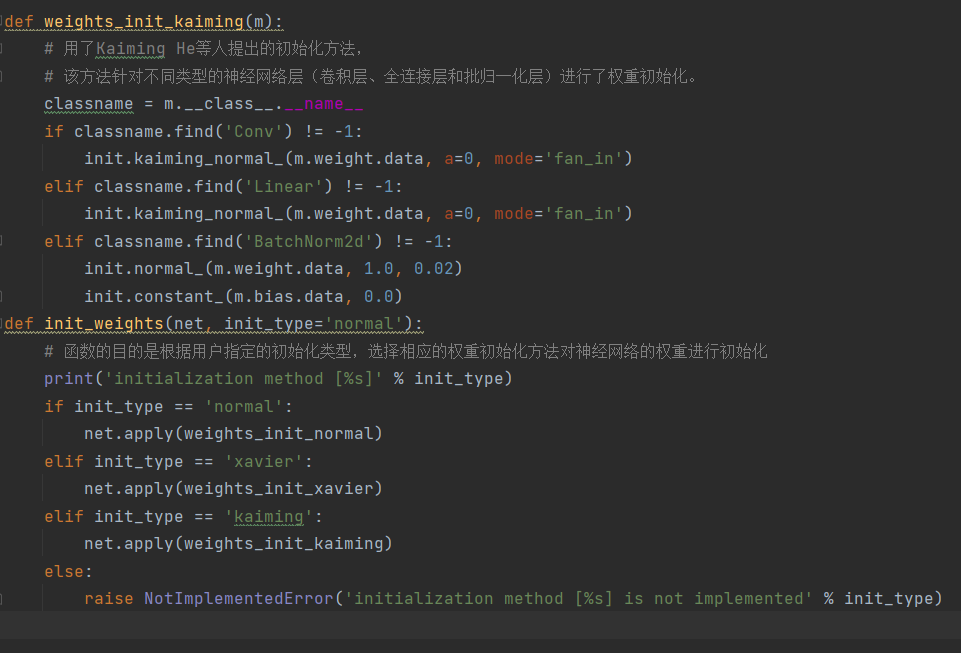 def weights_init_kaiming(m):
    # 用了Kaiming He等人提出的初始化方法，
    # 该方法针对不同类型的神经网络层（卷积层、全连接层和批归一化层）进行了权重初始化。
    classname = m.__class__.__name__
    if classname.find('Conv') != -1:
        init.kaiming_normal_(m.weight.data, a=0, mode='fan_in')
    elif classname.find('Linear') != -1:
        init.kaiming_normal_(m.weight.data, a=0, mode='fan_in')
    elif classname.find('BatchNorm2d') != -1:
        init.normal_(m.weight.data, 1.0, 0.02)
        init.constant_(m.bias.data, 0.0)
def init_weights(net, init_type='normal'):
    # 函数的目的是根据用户指定的初始化类型，选择相应的权重初始化方法对神经网络的权重进行初始化
    print('initialization method [%s]' % init_type)
    if init_type == 'normal':
        net.apply(weights_init_normal)
    elif init_type == 'xavier':
        net.apply(weights_init_xavier)
    elif init_type == 'kaiming':
        net.apply(weights_init_kaiming)
    else:
        raise NotImplementedError('initialization method [%s] is not implemented' % init_type)